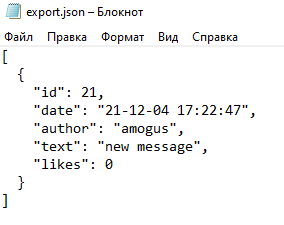 export.json – Блокнот
Файл Правка Формат Вид Справка
[
  {
    "id": 21,
    "date": "21-12-04 17:22:47",
    "author": "amogus",
    "text": "new message",
    "likes": 0
  }
]